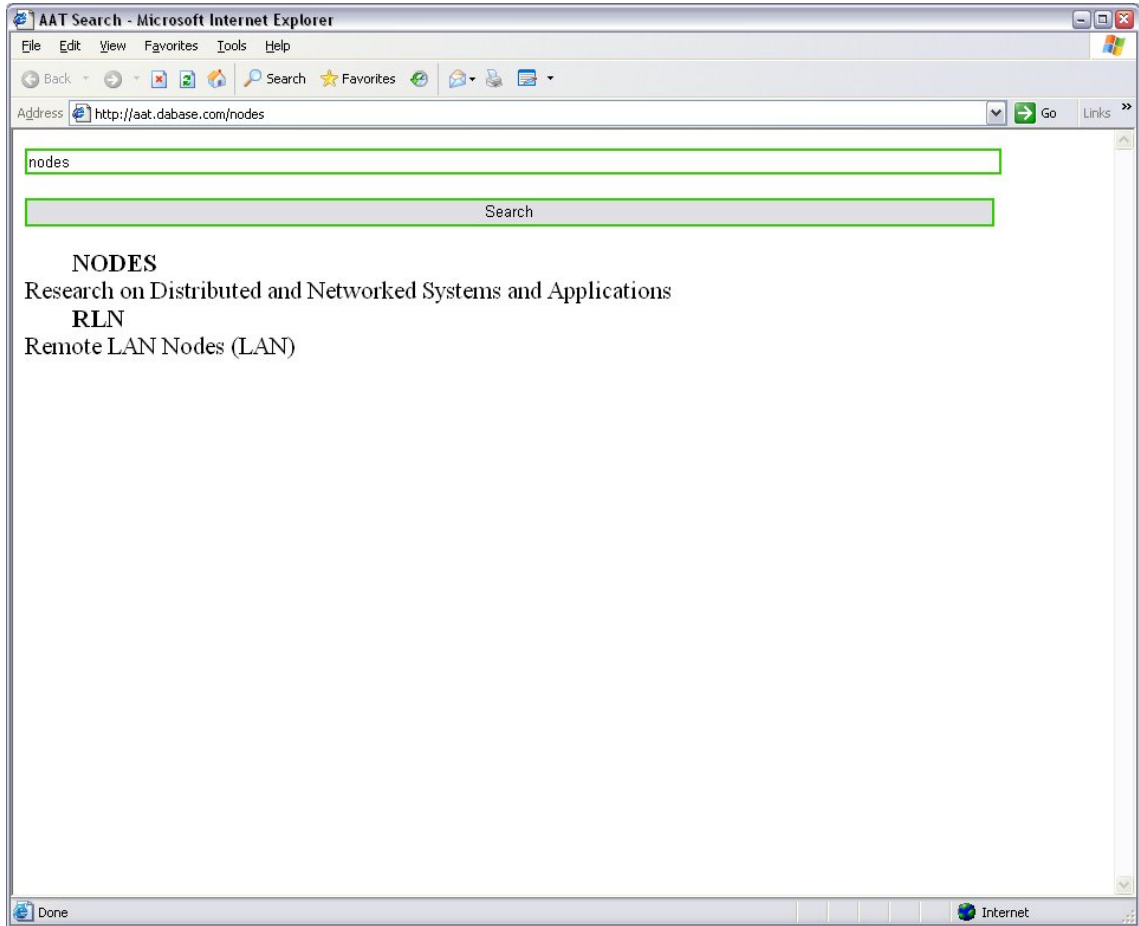 AAT Search - Microsoft Internet Explorer
File Edit View Favorites Tools Help
Back Search Favorites
Address http://aat.dabase.com/nodes Go Links »
nodes
Search
NODES
Research on Distributed and Networked Systems and Applications
RLN
Remote LAN Nodes (LAN)
Done Internet